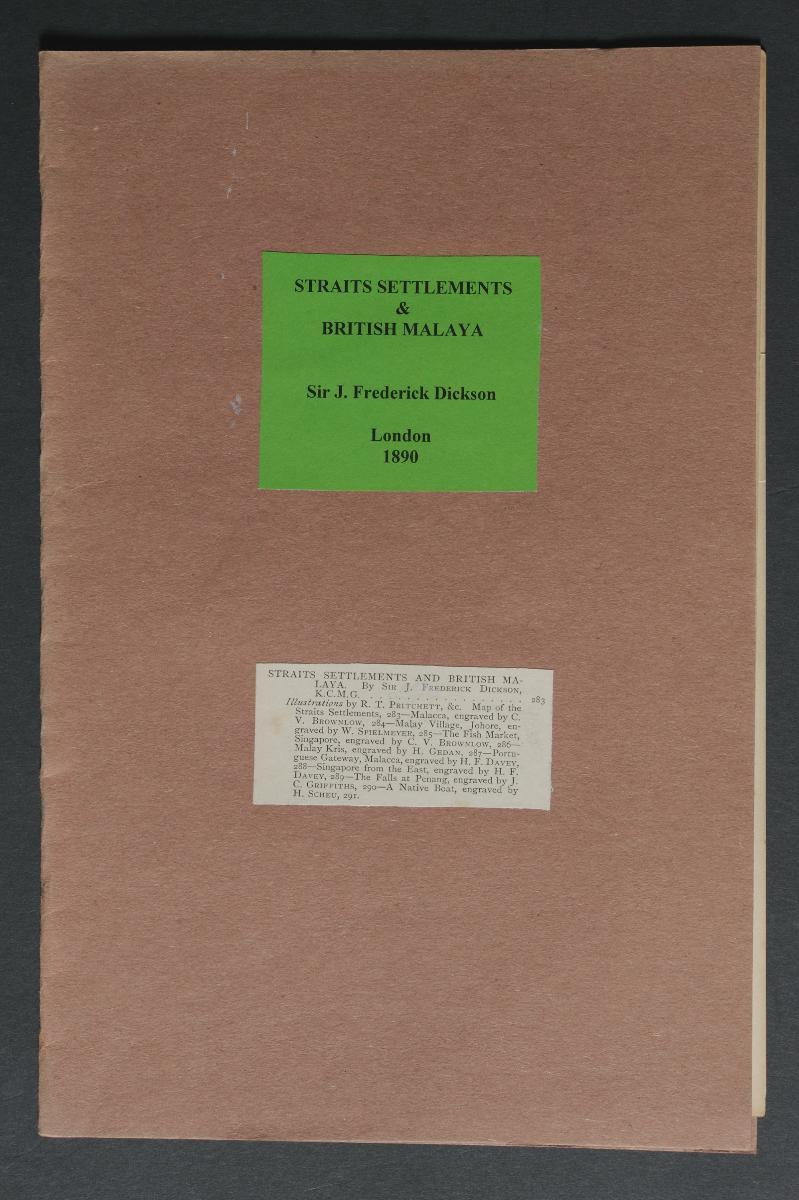 STRAITS SETTLEMENTS
&
BRITISH MALAYA
Sir J. Frederick Dickson
London
1890
STRAITS SETTLEMENTS AND BRITISH MA-
LAYA. By Sir J. Frederick Dickson,
K.C.M.G. . . . . . . . . . . . . . . . . 283
Illustrations by R. T. Pritchett, &c. Map of the
Straits Settlements, 283—Malacca, engraved by C.
V. Brownlow, 284—Malay Village, Johore, en-
graved by W. Spielmeyer, 285—The Fish Market,
Singapore, engraved by C. V. Brownlow, 286—
Malay Kris, engraved by H. Gedan, 287—Portu-
guese Gateway, Malacca, engraved by H. F. Davey,
288—Singapore from the East, engraved by H. F.
Davey, 289—The Falls at Penang, engraved by J.
C. Griffiths, 290—A Native Boat, engraved by
H. Scheu, 291.